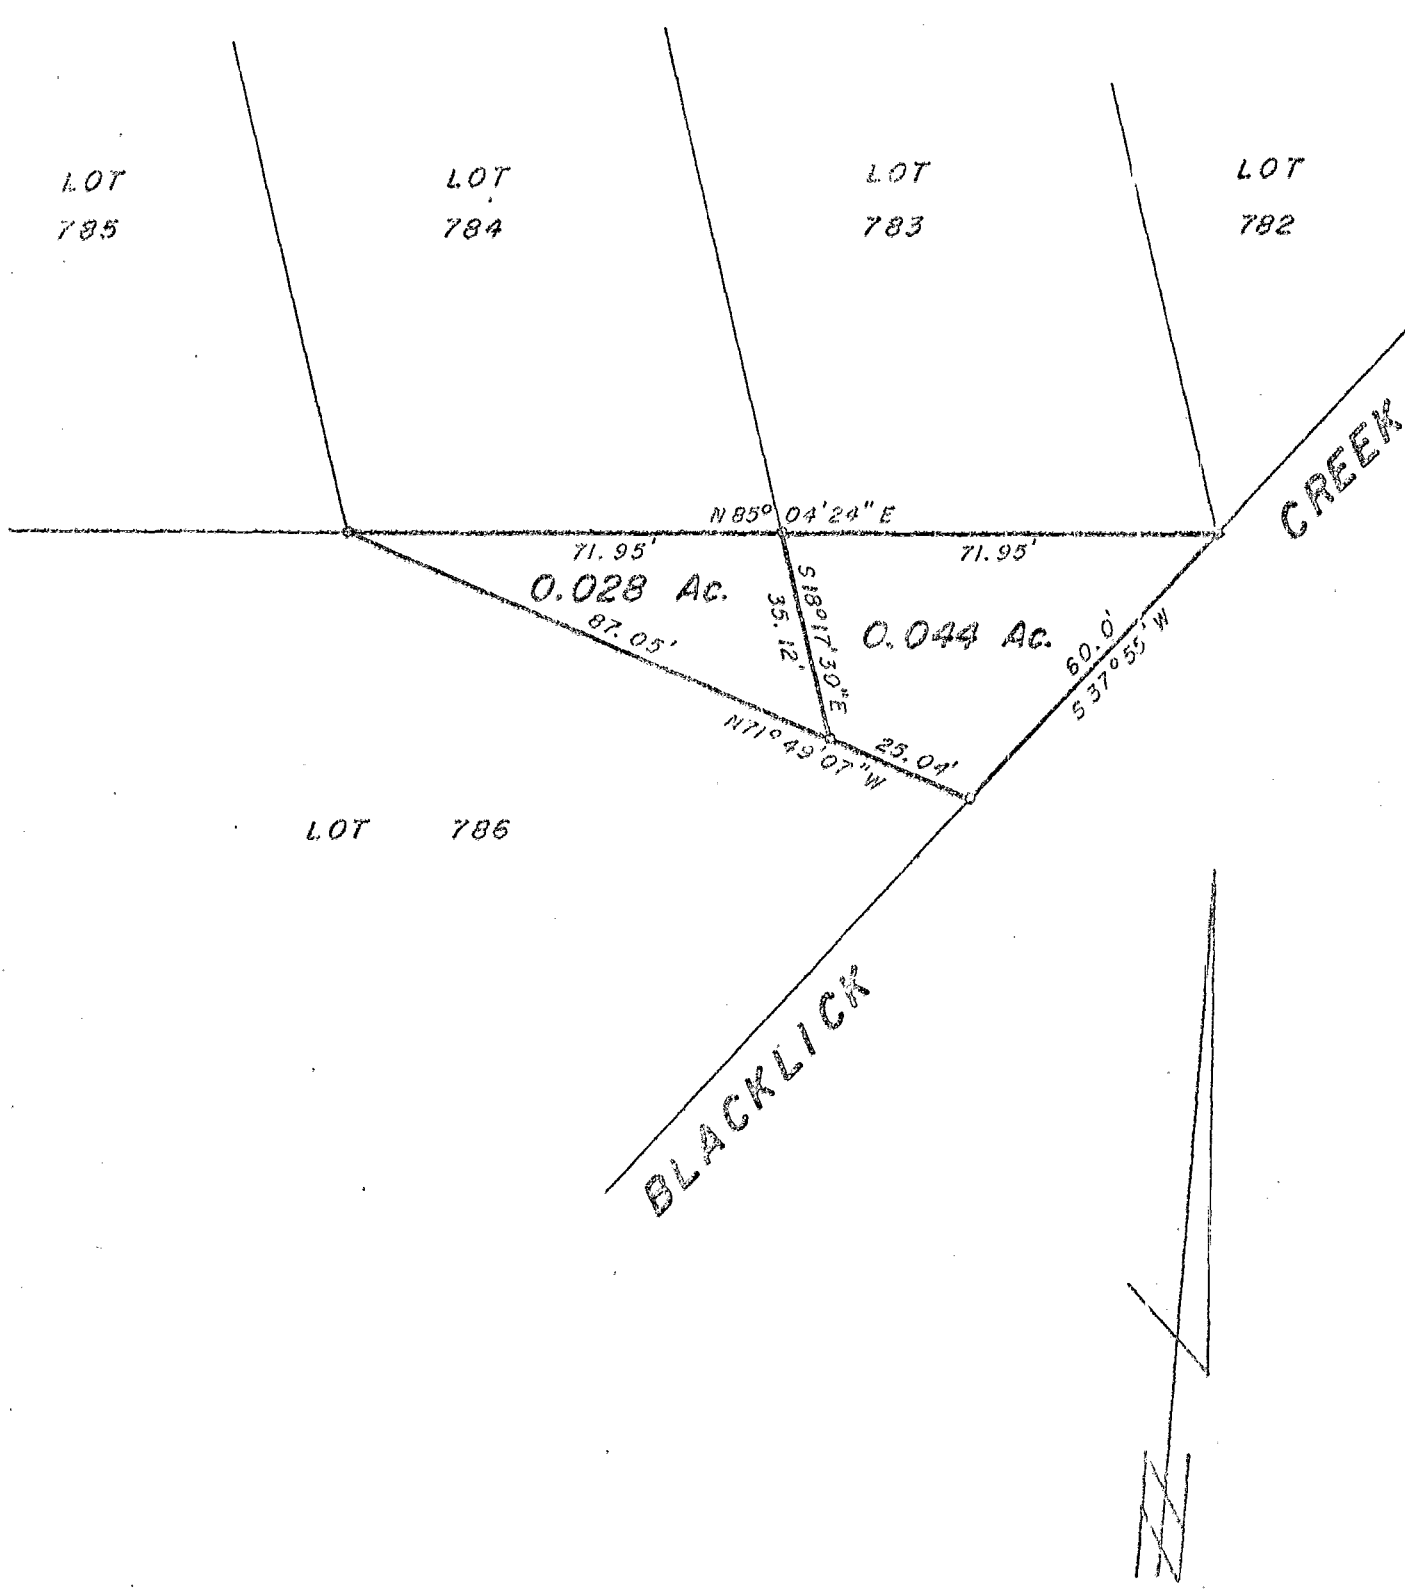 LOT
785
LOT
784
LOT
783
LOT
782
CREEK
N 85° 04' 24" E
71.95'
71.95'
0.028 Ac.
87.05'
S 18° 17' 30" E
35.12'
0.044 Ac.
60.0'
S 37° 55' W
N 71° 49' 07" W
25.04'
LOT 786
BLACKLICK
N